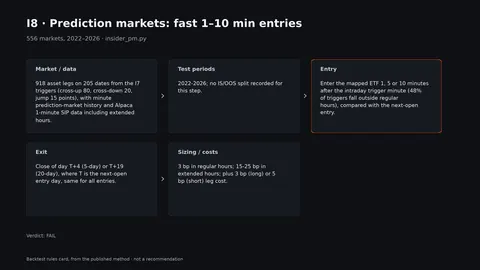 I8 · Prediction markets: fast 1–10 min entries
556 markets, 2022–2026 · insider_pm.py
Market / data
918 asset legs on 205 dates from the I7
triggers (cross-up 80, cross-down 20,
jump 15 points), with minute
prediction-market history and Alpaca
1-minute SIP data including extended
hours.
Test periods
2022-2026; no IS/OOS split recorded for
this step.
Entry
Enter the mapped ETF 1, 5 or 10 minutes
after the intraday trigger minute (48%
of triggers fall outside regular
hours), compared with the next-open
entry.
Exit
Close of day T+4 (5-day) or T+19
(20-day), where T is the next-open
entry day, same for all entries.
Sizing / costs
3 bp in regular hours; 15-25 bp in
extended hours; plus 3 bp (long) or 5
bp (short) leg cost.
Verdict: FAIL
Backtest rules card, from the published method · not a recommendation